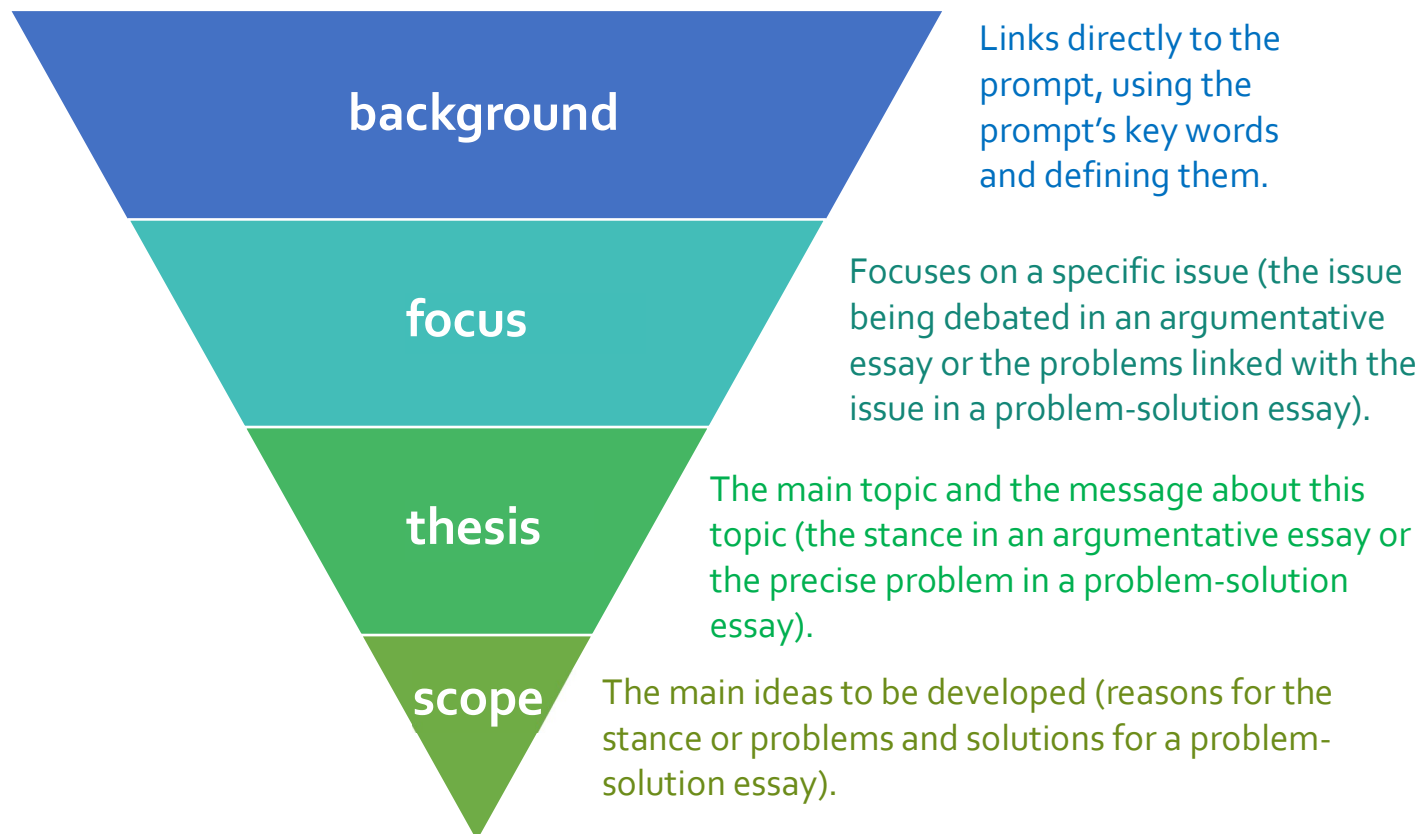 background
Links directly to the
prompt, using the
prompt’s key words
and defining them.
focus
Focuses on a specific issue (the issue
being debated in an argumentative
essay or the problems linked with the
issue in a problem-solution essay).
thesis
The main topic and the message about this
topic (the stance in an argumentative essay or
the precise problem in a problem-solution
essay).
scope
The main ideas to be developed (reasons for the
stance or problems and solutions for a problem-
solution essay).